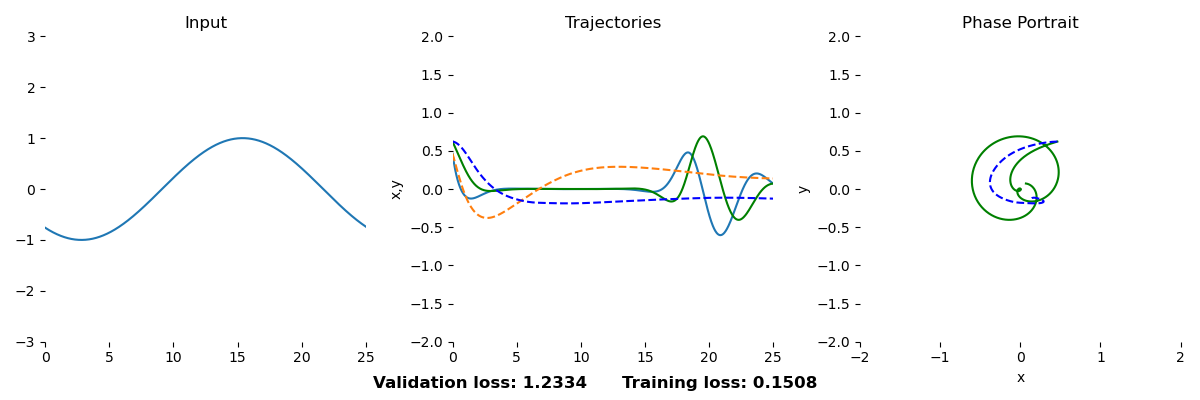 Input
3
2
1
0
−1
−2
−3
0 5 10 15 20 25
Trajectories
x,y
2.0
1.5
1.0
0.5
0.0
−0.5
−1.0
−1.5
−2.0
0 5 10 15 20 25
Phase Portrait
y
2.0
1.5
1.0
0.5
0.0
−0.5
−1.0
−1.5
−2.0
−2 −1 0 1 2
x
Validation loss: 1.2334 Training loss: 0.1508